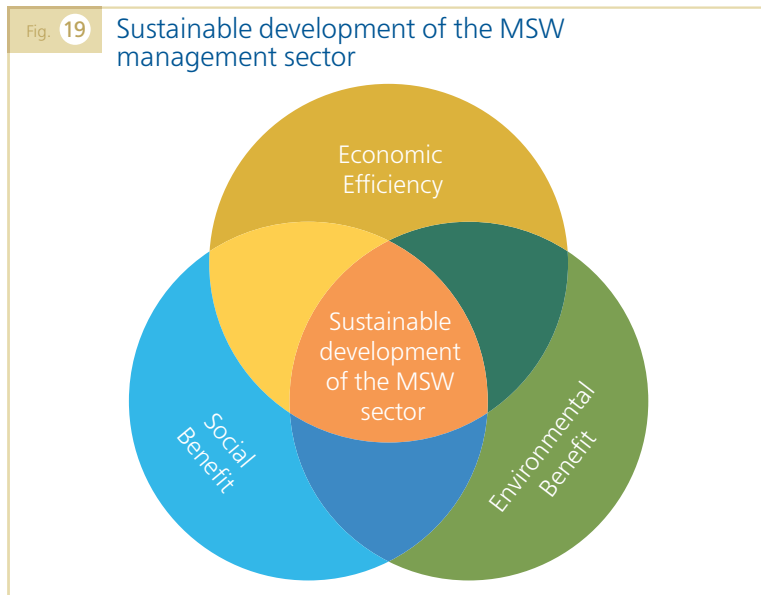 Fig. 19
Sustainable development of the MSW
management sector
Economic
Efficiency
Sustainable
development
of the MSW
sector
Social
Benefit
Environmental
Benefit